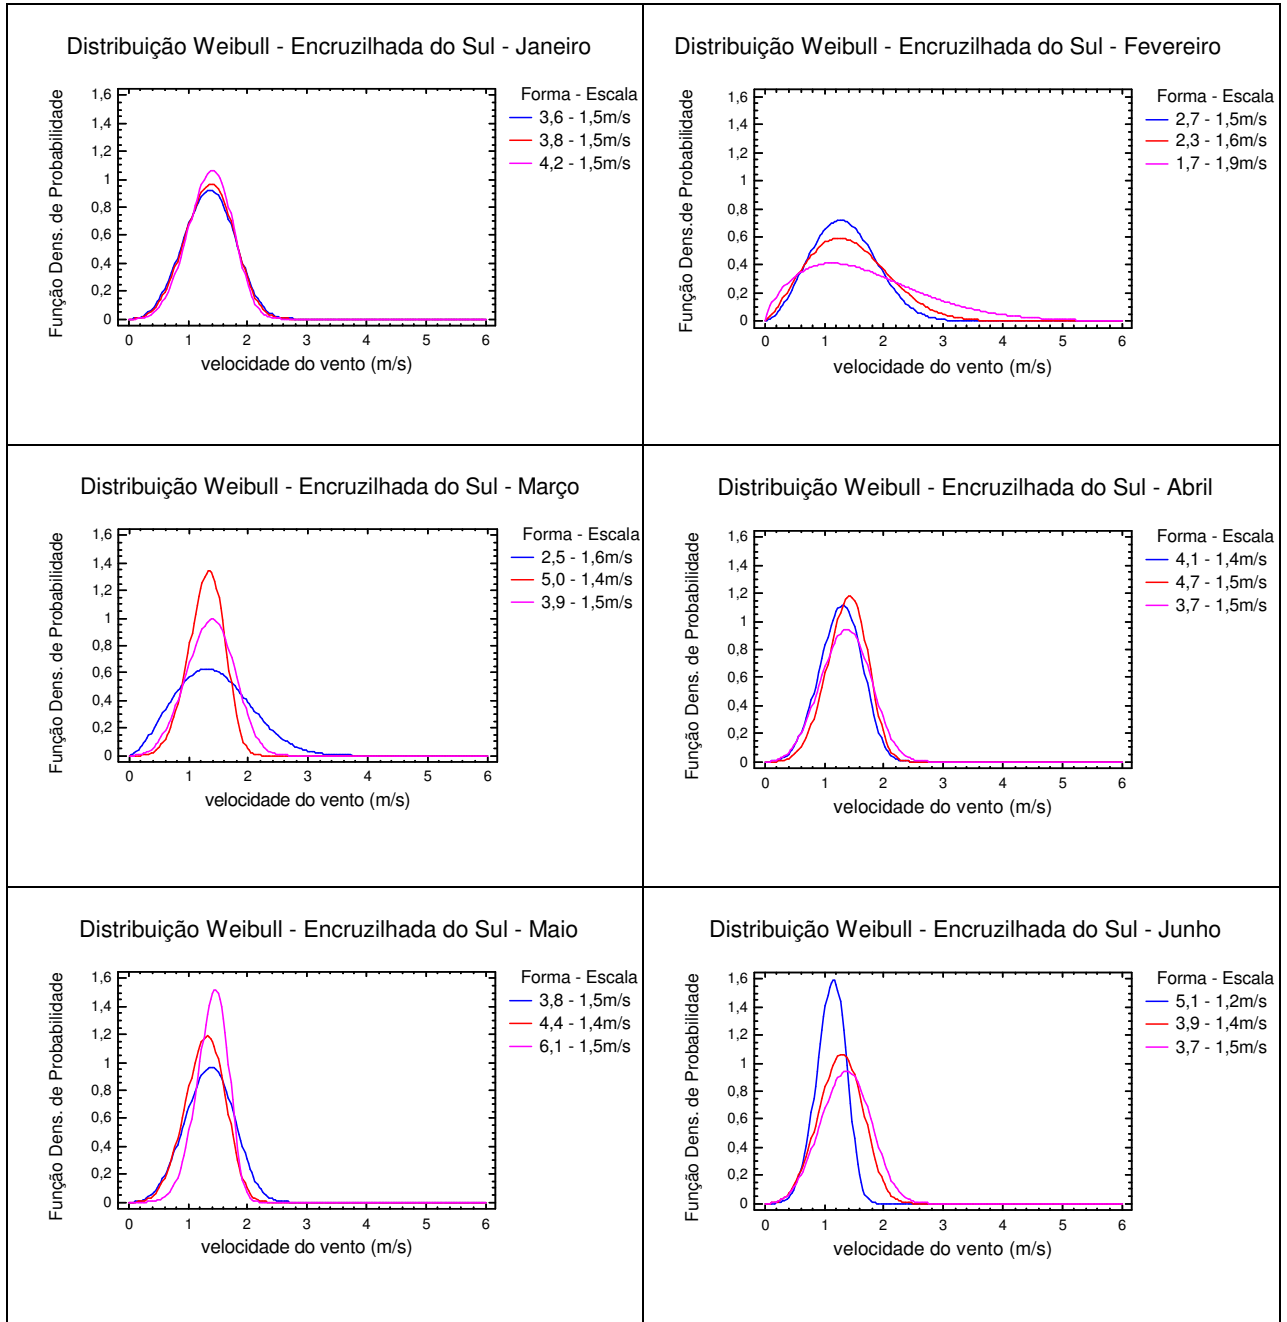 Distribuição Weibull - Encruzilhada do Sul - Janeiro
Função Dens.de Probabilidade
1,6
1,4
1,2
1
0,8
0,6
0,4
0,2
0
0 1 2 3 4 5 6
velocidade do vento (m/s)
Forma - Escala
3,6 - 1,5m/s
3,8 - 1,5m/s
4,2 - 1,5m/s
Distribuição Weibull - Encruzilhada do Sul - Fevereiro
Função Dens. de Probabilidade
1,6
1,4
1,2
1
0,8
0,6
0,4
0,2
0
0 1 2 3 4 5 6
velocidade do vento (m/s)
Forma - Escala
2,7 - 1,5m/s
2,3 - 1,6m/s
1,7 - 1,9m/s
Distribuição Weibull - Encruzilhada do Sul - Março
Função Dens. de Probabilidade
1,6
1,4
1,2
1
0,8
0,6
0,4
0,2
0
0 1 2 3 4 5 6
velocidade do vento (m/s)
Forma - Escala
2,5 - 1,6m/s
5,0 - 1,4m/s
3,9 - 1,5m/s
Distribuição Weibull - Encruzilhada do Sul - Abril
Função Dens. de Probabilidade
1,6
1,4
1,2
1
0,8
0,6
0,4
0,2
0
0 1 2 3 4 5 6
velocidade do vento (m/s)
Forma - Escala
4,1 - 1,4m/s
4,7 - 1,5m/s
3,7 - 1,5m/s
Distribuição Weibull - Encruzilhada do Sul - Maio
Função Dens. de Probabilidade
1,6
1,4
1,2
1
0,8
0,6
0,4
0,2
0
0 1 2 3 4 5 6
velocidade do vento (m/s)
Forma - Escala
3,8 - 1,5m/s
4,4 - 1,4m/s
6,1 - 1,5m/s
Distribuição Weibull - Encruzilhada do Sul - Junho
Função Dens. de Probabilidade
1,6
1,4
1,2
1
0,8
0,6
0,4
0,2
0
0 1 2 3 4 5 6
velocidade do vento (m/s)
Forma - Escala
5,1 - 1,2m/s
3,9 - 1,4m/s
3,7 - 1,5m/s